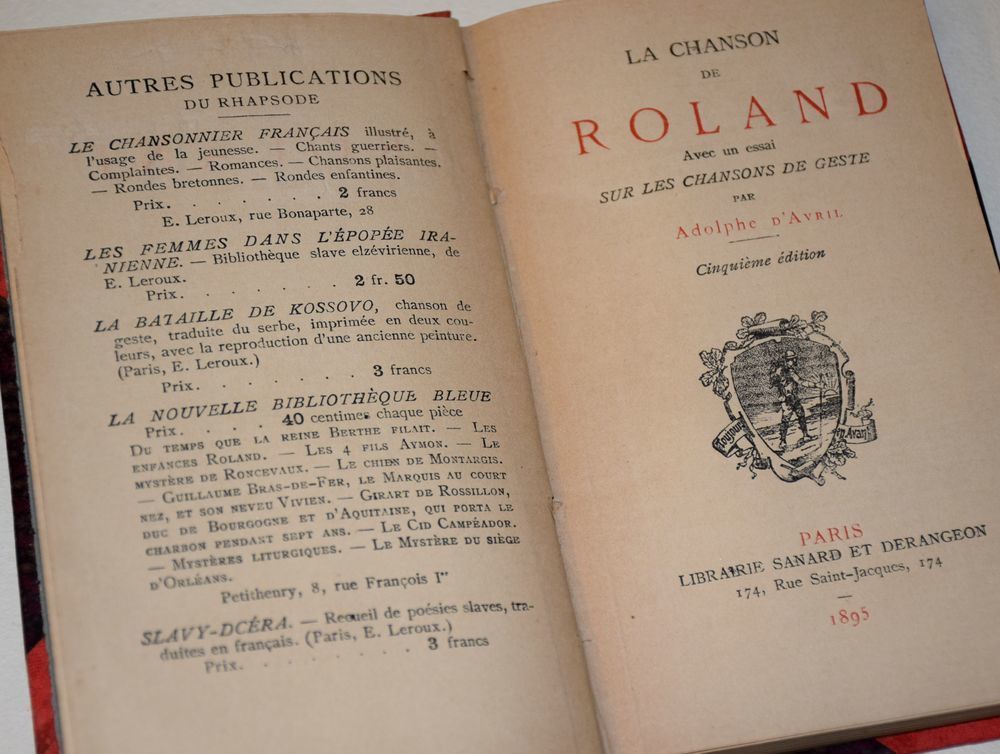 AUTRES PUBLICATIONS
DU RHAPSODE
LE CHANSONNIER FRANÇAIS illustré, à
l'usage de la jeunesse. — Chants guerriers. —
Complaintes. — Romances. — Chansons plaisantes.
— Rondes bretonnes. — Rondes enfantines.
Prix. . . . . . . 2 francs
E. Leroux, rue Bonaparte, 28
LES FEMMES DANS L'ÉPOPÉE IRA-
NIENNE. — Bibliothèque slave elzévirienne, de
E. Leroux.
Prix. . . . . . . 2 fr. 50
LA BATAILLE DE KOSSOVO, chanson de
geste, traduite du serbe, imprimée en deux cou-
leurs, avec la reproduction d'une ancienne peinture.
(Paris, E. Leroux.)
Prix. . . . . . . 3 francs
LA NOUVELLE BIBLIOTHÈQUE BLEUE
Prix. . . . 40 centimes chaque pièce
DU TEMPS QUE LA REINE BERTHE FILAIT. — LES
ENFANCES ROLAND. — LES 4 FILS AYMON. — LE
MYSTÈRE DE RONCEVAUX. — LE CHIEN DE MONTARGIS.
— GUILLAUME BRAS-DE-FER, LE MARQUIS AU COURT
NEZ, ET SON NEVEU VIVIEN. — GIRART DE ROSSILLON,
DUC DE BOURGOGNE ET D'AQUITAINE, QUI PORTA LE
CHARBON PENDANT SEPT ANS. — LE CID CAMPÉADOR.
— MYSTÈRES LITURGIQUES. — LE MYSTÈRE DU SIÈGE
D'ORLÉANS.
Petithenry, 8, rue François Ier
SLAVY-DCÉRA. — Recueil de poésies slaves, tra-
duites en français. (Paris, E. Leroux.)
Prix. . . . . . . 3 francs
LA CHANSON
DE
ROLAND
Avec un essai
SUR LES CHANSONS DE GESTE
PAR
Adolphe D'AVRIL
Cinquième édition
Toujours en Avant
PARIS
LIBRAIRIE SANARD ET DERANGEON
174, Rue Saint-Jacques, 174
1895